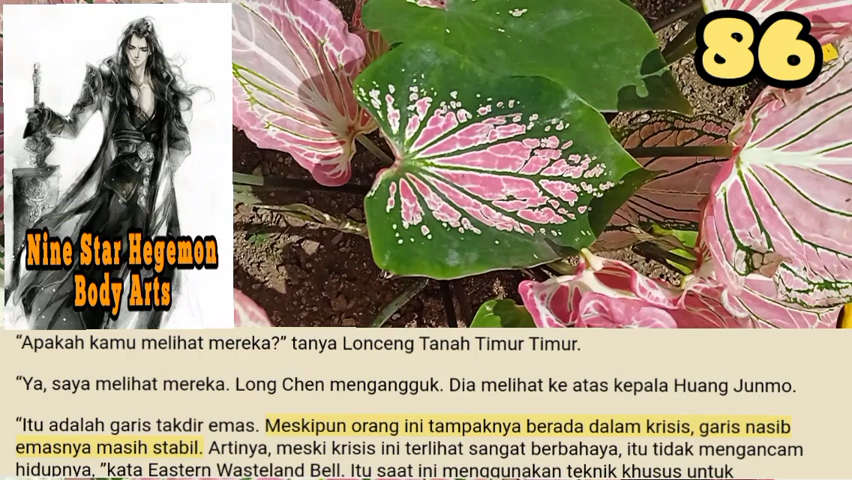 86
Nine Star Hegemon
Body Arts
“Apakah kamu melihat mereka?” tanya Lonceng Tanah Timur Timur.
“Ya, saya melihat mereka. Long Chen mengangguk. Dia melihat ke atas kepala Huang Junmo.
“Itu adalah garis takdir emas. Meskipun orang ini tampaknya berada dalam krisis, garis nasib
emasnya masih stabil. Artinya, meski krisis ini terlihat sangat berbahaya, itu tidak mengancam
hidupnya, ”kata Eastern Wasteland Bell. Itu saat ini menggunakan teknik khusus untuk